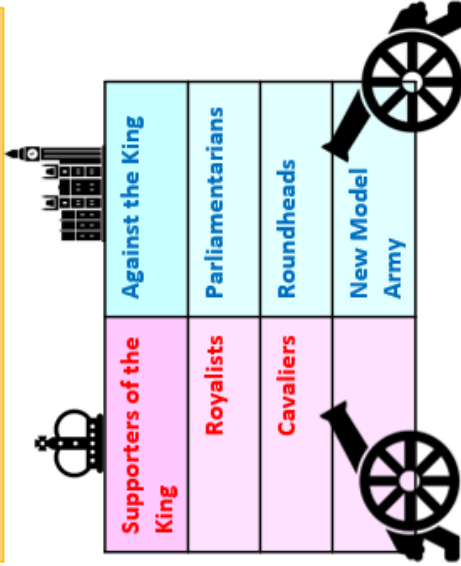 Supporters of the
King
Against the King
Royalists
Parliamentarians
Cavaliers
Roundheads
New Model
Army